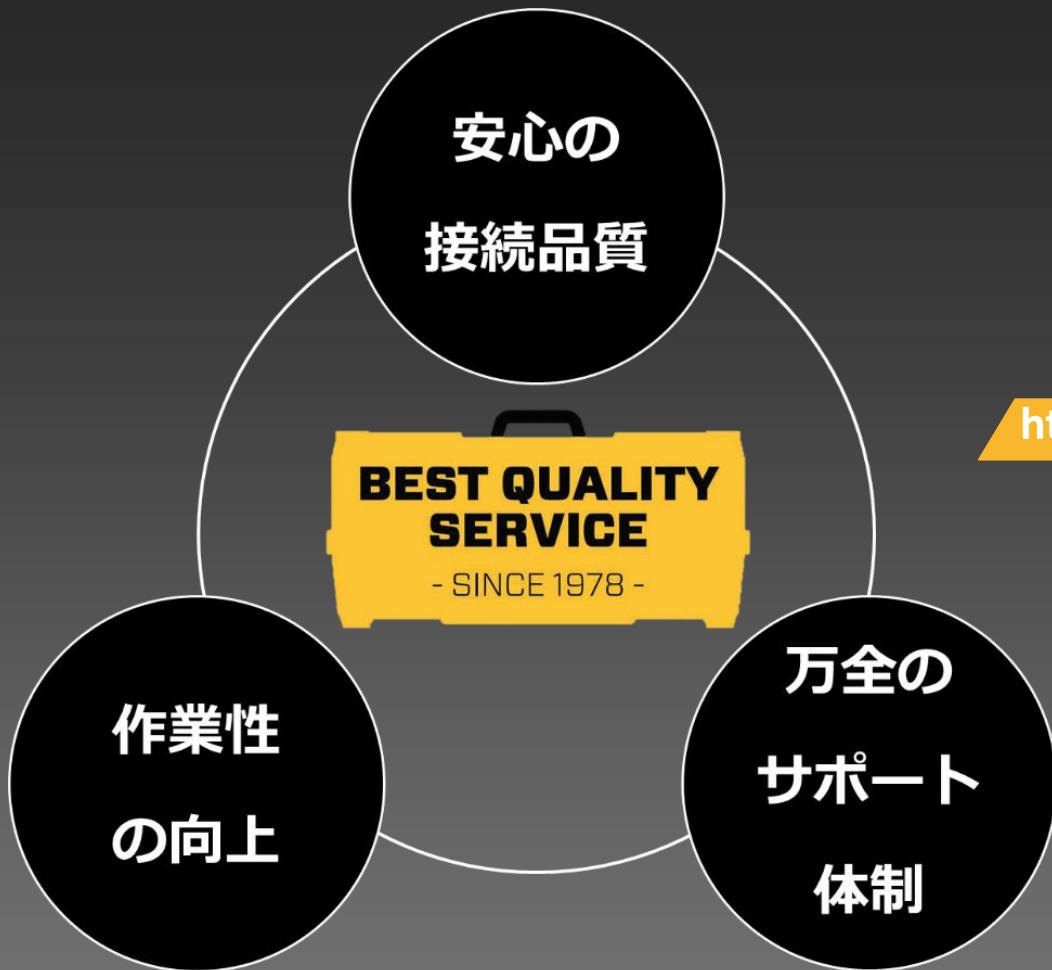 安心の
接続品質
ht
BEST QUALITY
SERVICE
- SINCE 1978 -
作業性
の向上
万全の
サポート
体制